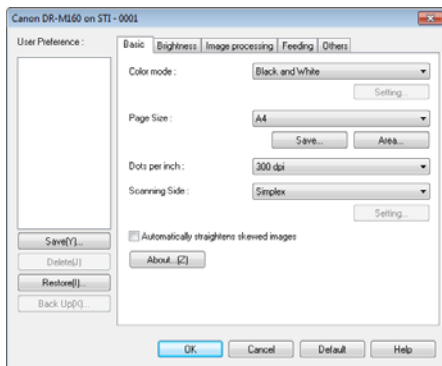 Canon DR-M160 on STI - 0001
User Preference :
Save(Y)...
Delete(J)
Restore(I)...
Back Up(X)...
Basic Brightness Image processing Feeding Others
Color mode : Black and White
Setting...
Page Size : A4
Save... Area...
Dots per inch : 300 dpi
Scanning Side : Simplex
Setting...
Automatically straightens skewed images
About...(Z)
OK Cancel Default Help